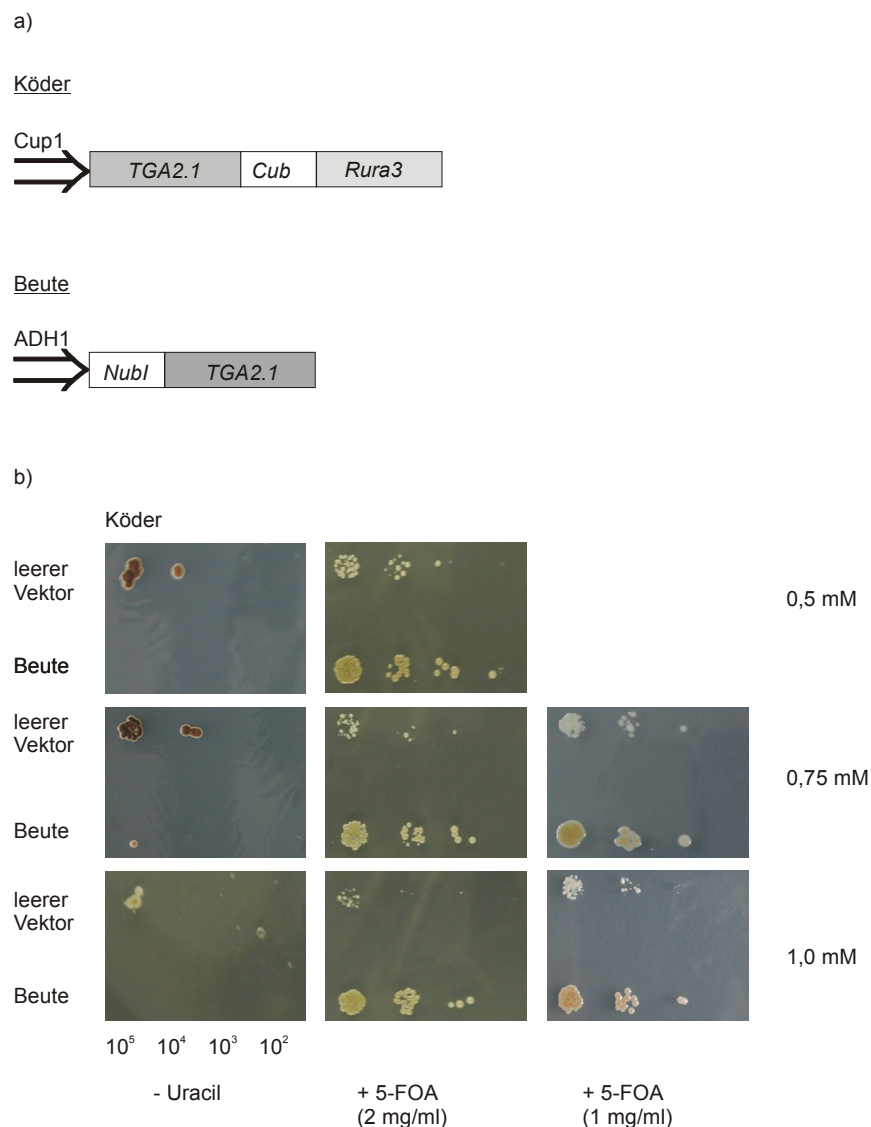 a)
Köder
Cup1
TGA2.1 Cub Rura3
Beute
ADH1
NubI TGA2.1
b)
Köder
leerer
Vektor
0,5 mM
Beute
leerer
Vektor
0,75 mM
Beute
leerer
Vektor
1,0 mM
Beute
10⁵ 10⁴ 10³ 10²
- Uracil + 5-FOA + 5-FOA
(2 mg/ml) (1 mg/ml)